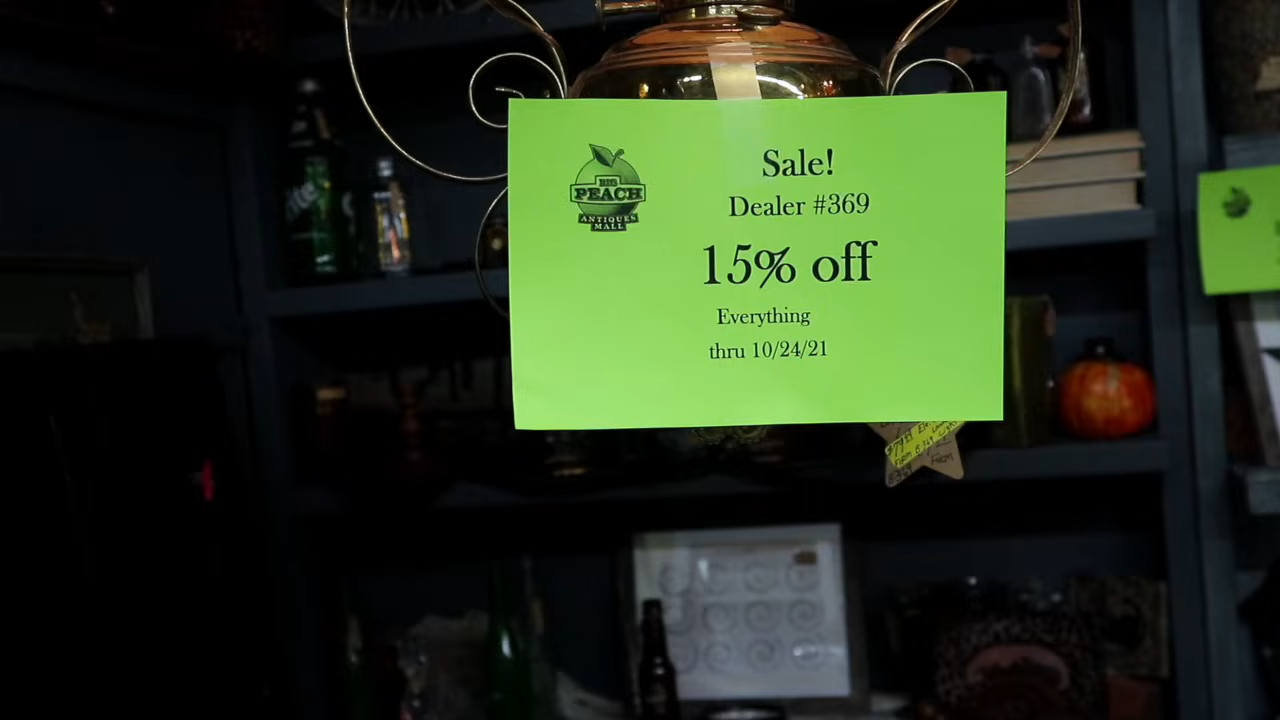 BIG
PEACH
ANTIQUES
MALL
Sale!
Dealer #369
15% off
Everything
thru 10/24/21